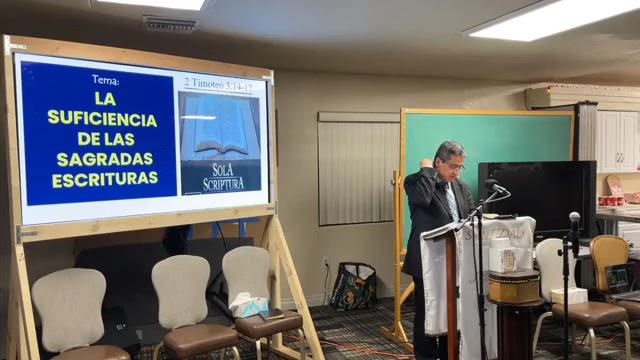 Tema:
LA
SUFICIENCIA
DE LAS
SAGRADAS
ESCRITURAS
2 Timoteo 3:14-17
SOLA
SCRIPTURA